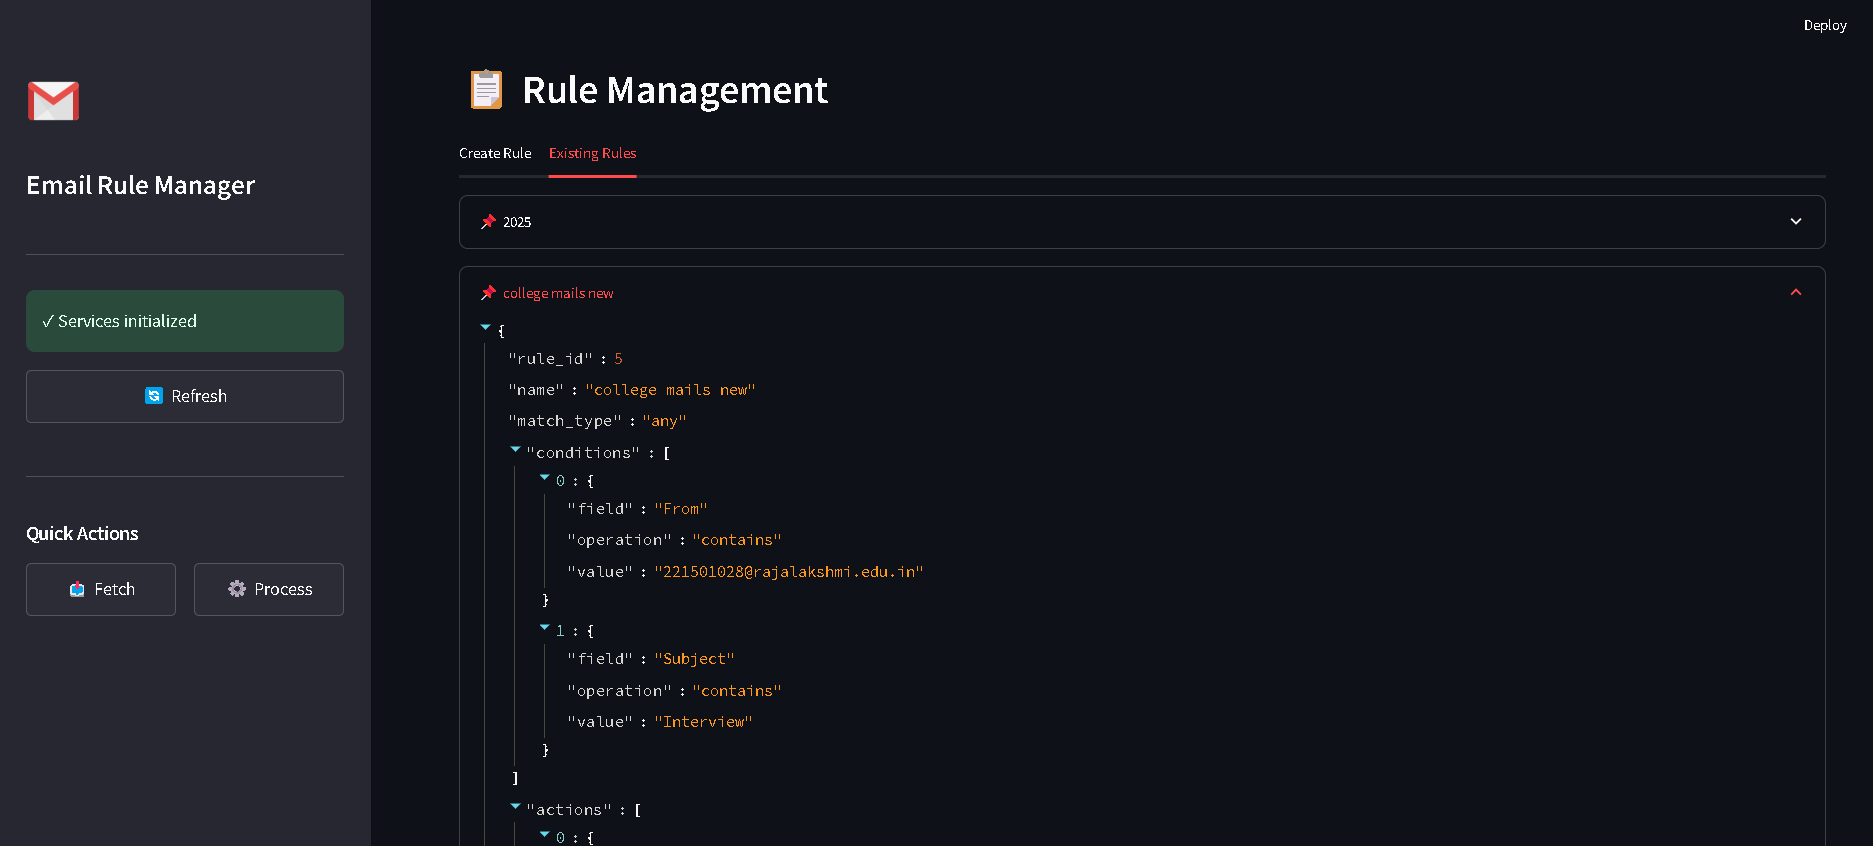 Deploy
Email Rule Manager
✓ Services initialized
Refresh
Quick Actions
Fetch
Process
Rule Management
Create Rule
Existing Rules
2025
college mails new
{
"rule_id" : 5
"name" : "college mails new"
"match_type" : "any"
"conditions" : [
0 : {
"field" : "From"
"operation" : "contains"
"value" : "221501028@rajalakshmi.edu.in"
}
1 : {
"field" : "Subject"
"operation" : "contains"
"value" : "Interview"
}
]
"actions" : [
0 : {